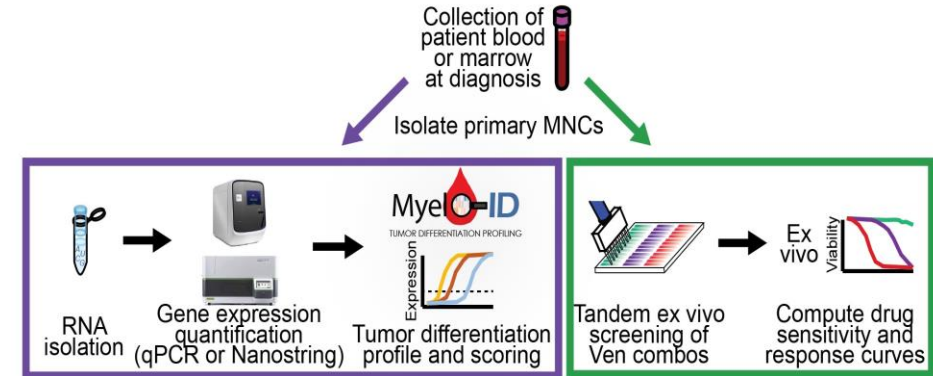 Collection of
patient blood
or marrow
at diagnosis
Isolate primary MNCs
RNA
isolation
Gene expression
quantification
(qPCR or Nanostring)
MyelO-ID
TUMOR DIFFERENTIATION PROFILING
Expression
Tumor differentiation
profile and scoring
Tandem ex vivo
screening of
Ven combos
Ex
vivo
Viability
Compute drug
sensitivity and
response curves